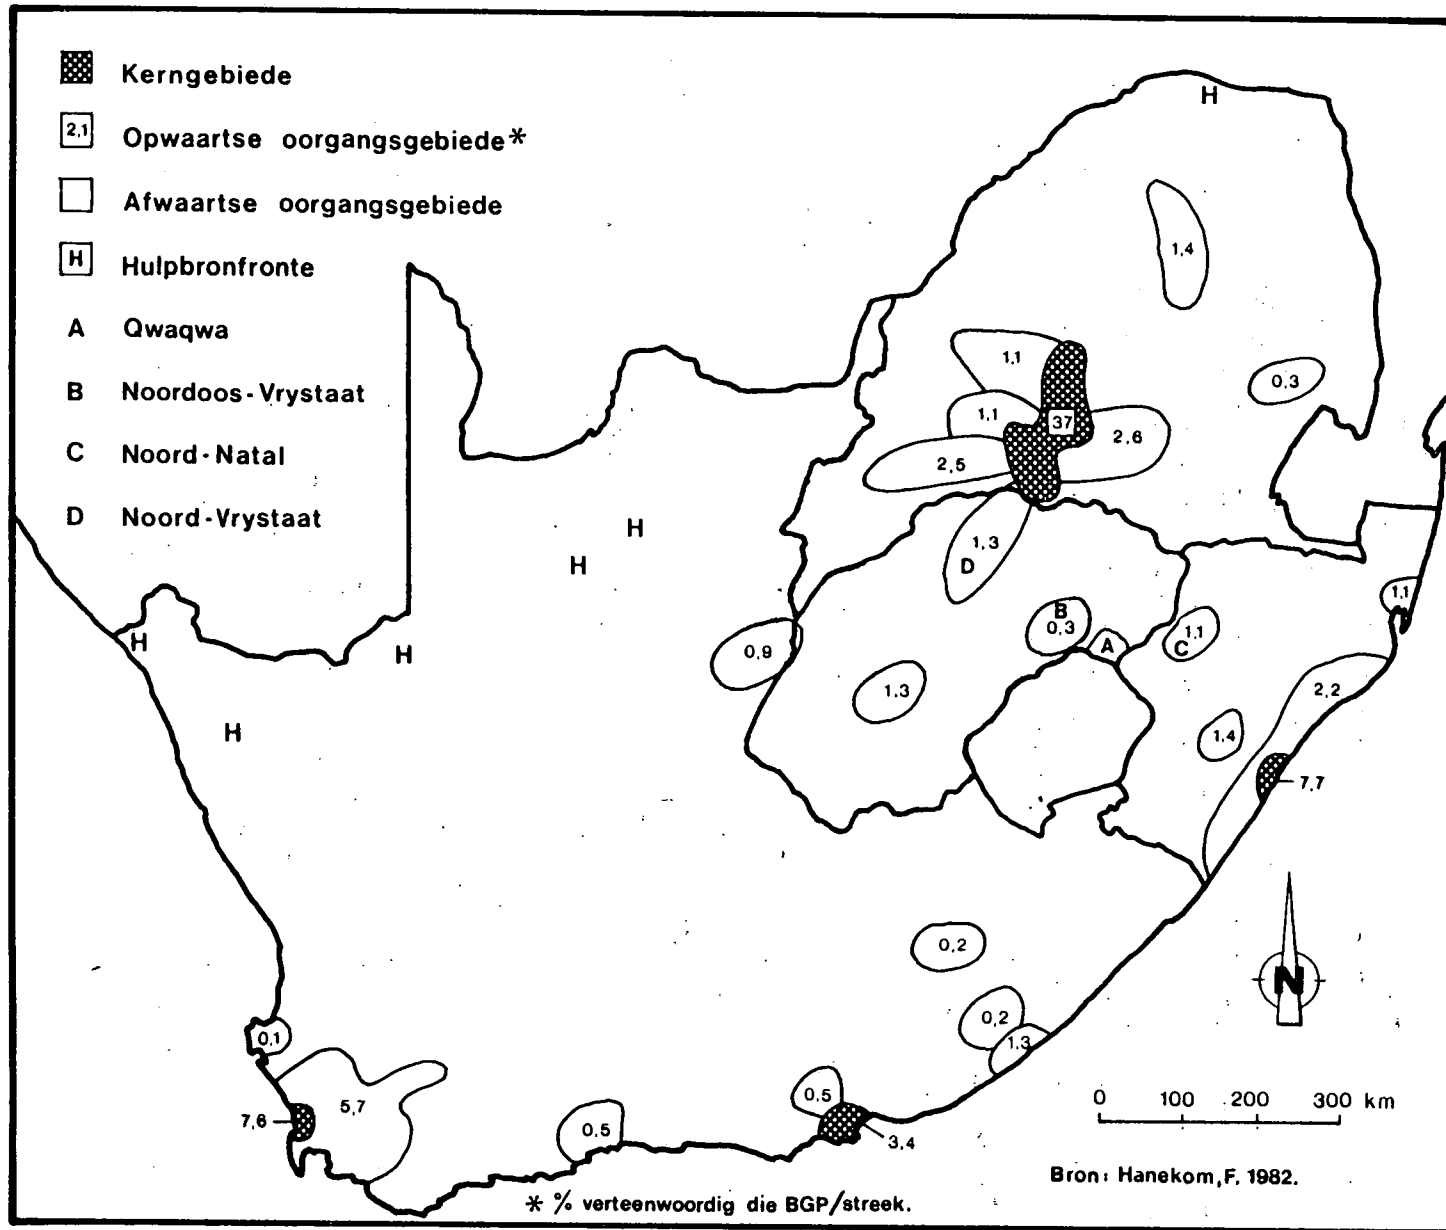 Kerngebiede
2,1 Opwaartse oorgangsgebiede*
Afwaartse oorgangsgebiede
H Hulpbronfronte
A Qwaqwa
B Noordoos-Vrystaat
C Noord-Natal
D Noord-Vrystaat
H
1,4
1,1
0,3
1,1
37
2,6
2,5
H
1,3
H
D
1,1
B
0,3
1,1
H
A
C
H
0,9
1,3
2,2
H
1,4
7,7
0,2
N
0,2
0,1
1,3
0,5
5,7
7,6
0,5
3,4
0 100 200 300 km
Bron: Hanekom, F. 1982.
* % verteenwoordig die BGP/streek.